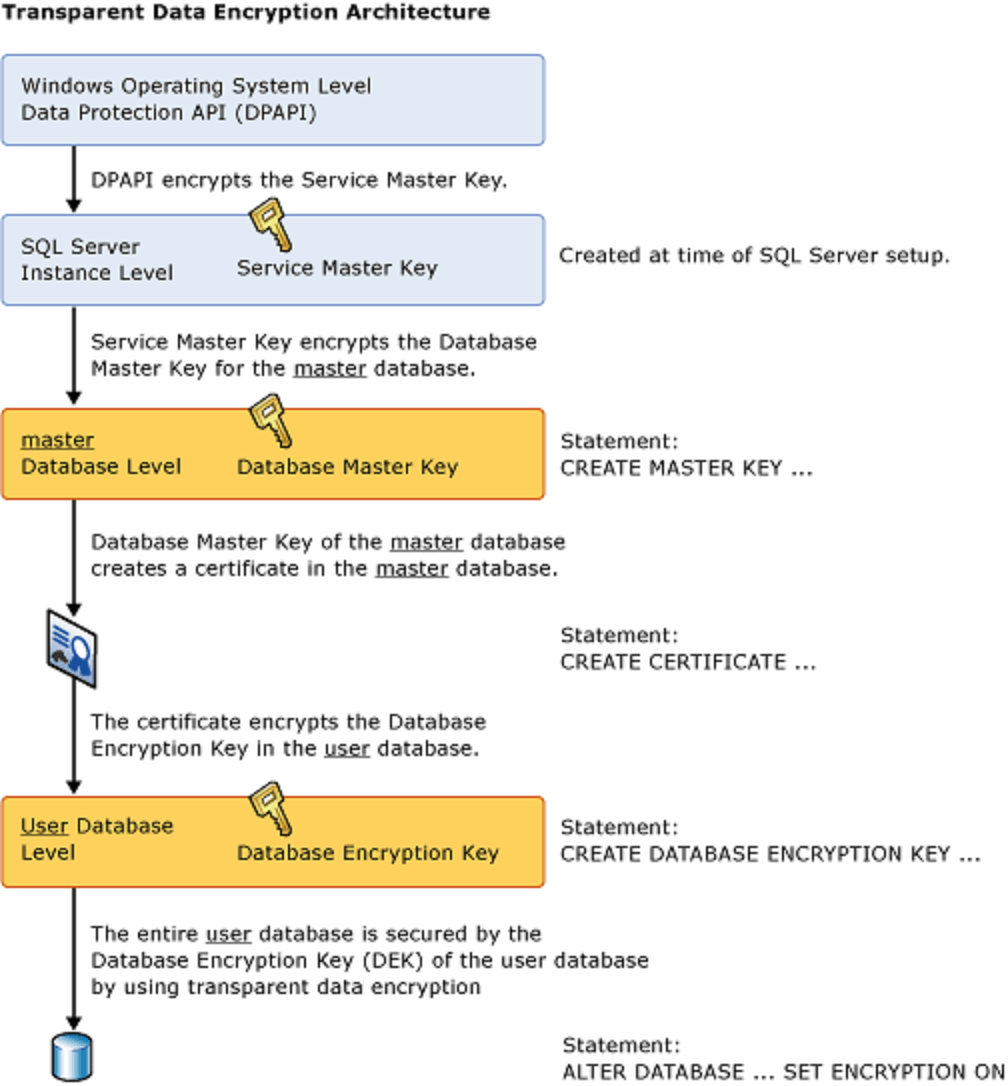 Transparent Data Encryption Architecture
Windows Operating System Level
Data Protection API (DPAPI)
DPAPI encrypts the Service Master Key.
SQL Server
Instance Level
Service Master Key
Created at time of SQL Server setup.
Service Master Key encrypts the Database
Master Key for the master database.
master
Database Level
Database Master Key
Statement:
CREATE MASTER KEY ...
Database Master Key of the master database
creates a certificate in the master database.
Statement:
CREATE CERTIFICATE ...
The certificate encrypts the Database
Encryption Key in the user database.
User Database
Level
Database Encryption Key
Statement:
CREATE DATABASE ENCRYPTION KEY ...
The entire user database is secured by the
Database Encryption Key (DEK) of the user database
by using transparent data encryption
Statement:
ALTER DATABASE ... SET ENCRYPTION ON